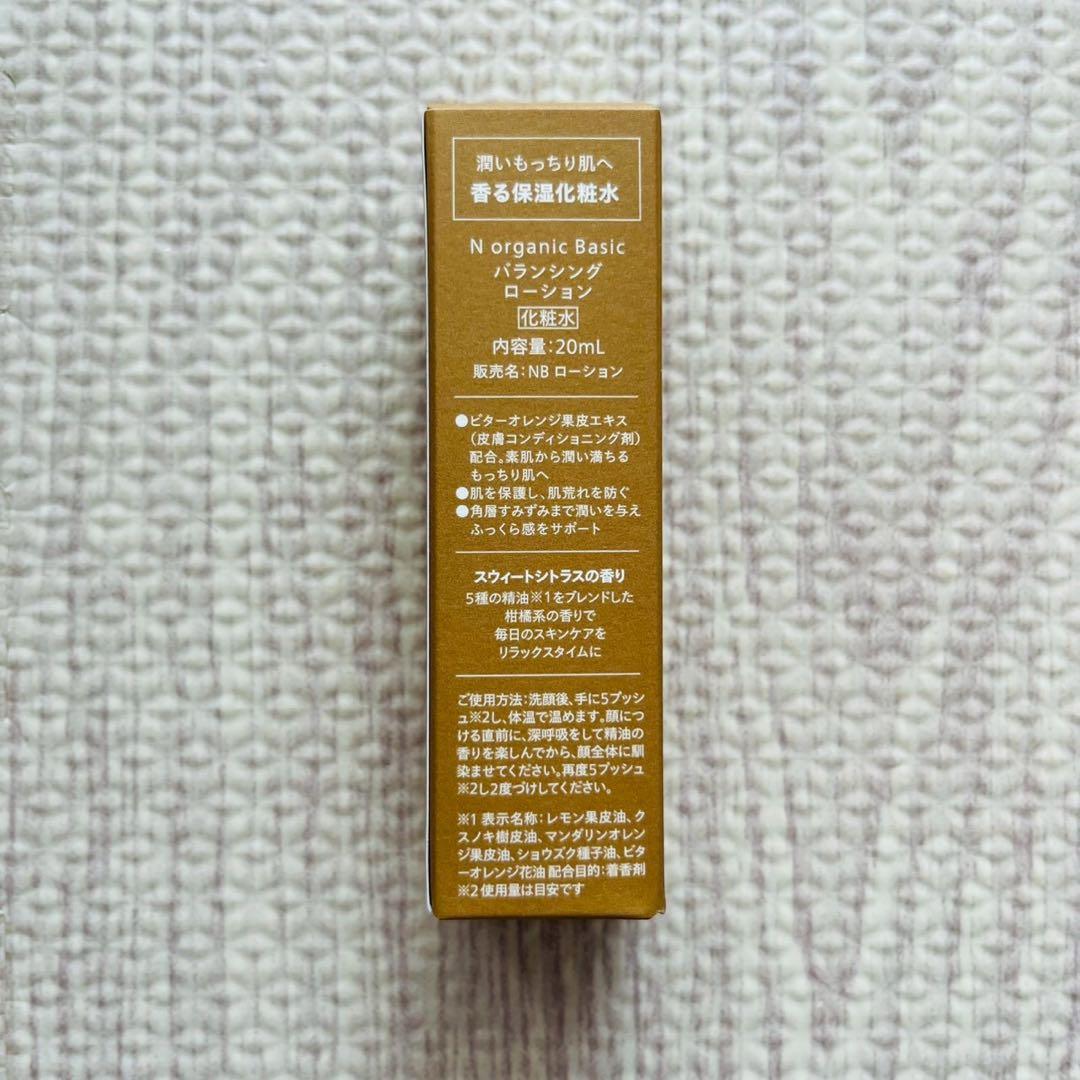 潤いもっちり肌へ
香る保湿化粧水
N organic Basic
バランシング
ローション
化粧水
内容量:20mL
販売名:NB ローション
●ビターオレンジ果皮エキス
(皮膚コンディショニング剤)
配合。素肌から潤い満ちる
もっちり肌へ
●肌を保護し、肌荒れを防ぐ
●角層すみずみまで潤いを与え
ふっくら感をサポート
スウィートシトラスの香り
5種の精油※1をブレンドした
柑橘系の香りで
毎日のスキンケアを
リラックスタイムに
ご使用方法:洗顔後、手に5プッシ
ュ※2し、体温で温めます。顔につ
ける直前に、深呼吸をして精油の
香りを楽しんでから、顔全体に馴
染ませてください。再度5プッシュ
※2し2度づけしてください。
※1 表示名称:レモン果皮油、ク
スノキ樹皮油、マンダリンオレン
ジ果皮油、ショウズク種子油、ビタ
ーオレンジ花油 配合目的:着香剤
※2 使用量は目安です